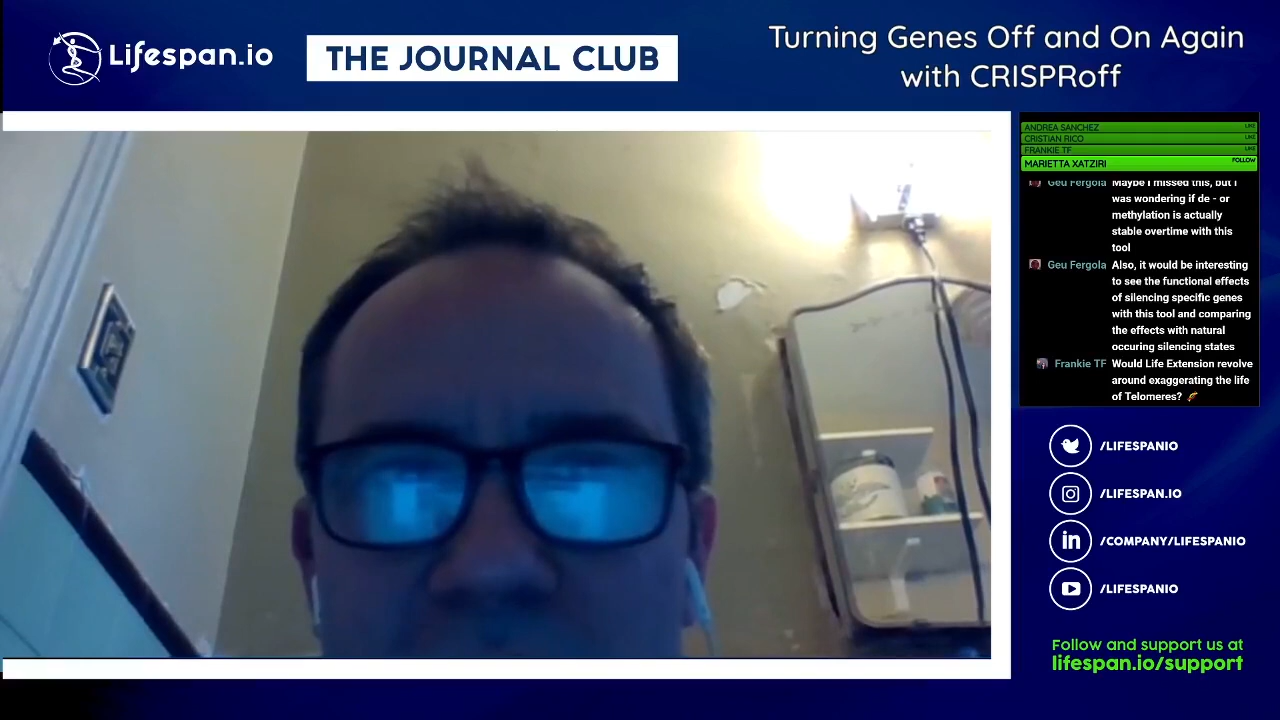 Lifespan.io
THE JOURNAL CLUB
Turning Genes Off and On Again
with CRISPRoff
ANDREA SANCHEZ LIKE
CRISTIAN RICO LIKE
FRANKIE TF LIKE
MARIETTA XATZIRI FOLLOW
Geu Fergola Maybe I missed this, but I
was wondering if de - or
methylation is actually
stable overtime with this
tool
Geu Fergola Also, it would be interesting
to see the functional effects
of silencing specific genes
with this tool and comparing
the effects with natural
occuring silencing states
Frankie TF Would Life Extension revolve
around exaggerating the life
of Telomeres?
/LIFESPANIO
/LIFESPAN.IO
in /COMPANY/LIFESPANIO
/LIFESPANIO
Follow and support us at
lifespan.io/support